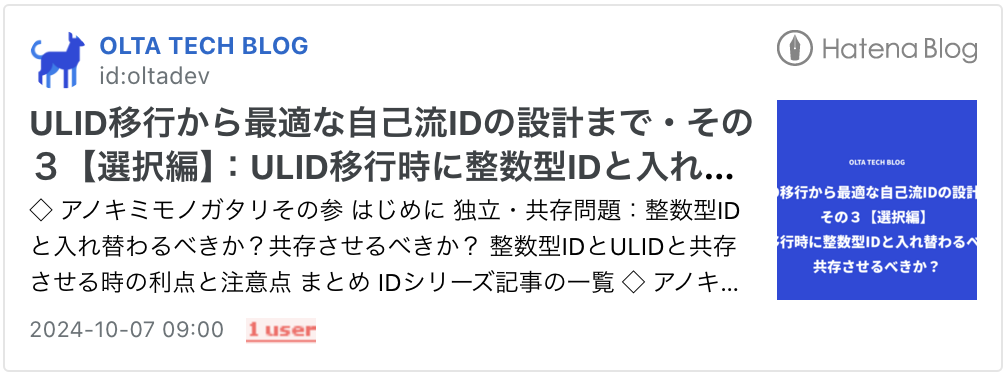 OLTA TECH BLOG
id:oltadev
Hatena Blog
ULID移行から最適な自己流IDの設計まで・その
３【選択編】：ULID移行時に整数型IDと入れ...
◇ アノキミモノガタリその参 はじめに 独立・共存問題：整数型ID
と入れ替わるべきか？共存させるべきか？ 整数型IDとULIDと共存
させる時の利点と注意点 まとめ IDシリーズ記事の一覧 ◇ アノキ...
2024-10-07 09:00
1 user
OLTA TECH BLOG
移行から最適な自己流IDの設計
その３【選択編】
行時に整数型IDと入れ替わるべ
共存させるべきか？